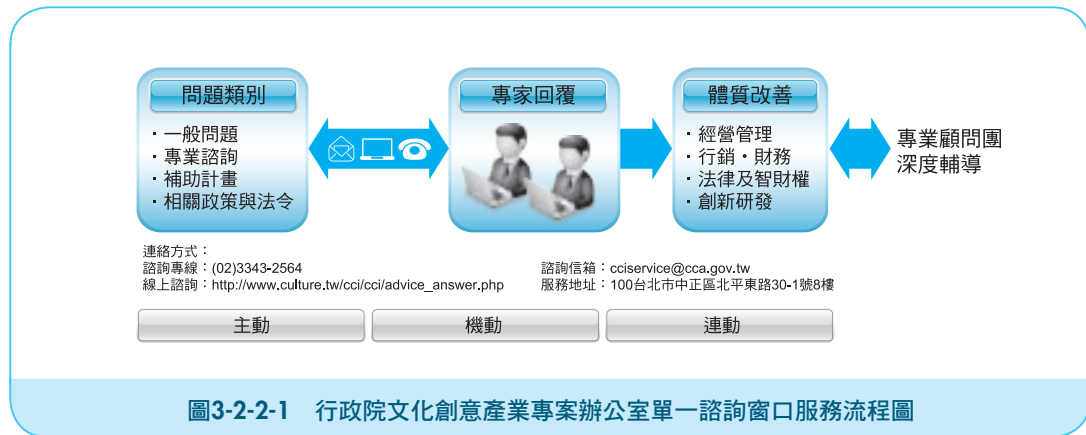 問題類別
・一般問題
・專業諮詢
・補助計畫
・相關政策與法令
專家回覆
體質改善
・經營管理
・行銷・財務
・法律及智財權
・創新研發
專業顧問團
深度輔導
連絡方式：
諮詢專線：(02)3343-2564
線上諮詢：http://www.culture.tw/cci/cci/advice_answer.php
諮詢信箱：cciservice@cca.gov.tw
服務地址：100台北市中正區北平東路30-1號8樓
主動
機動
連動
圖3-2-2-1 行政院文化創意產業專案辦公室單一諮詢窗口服務流程圖